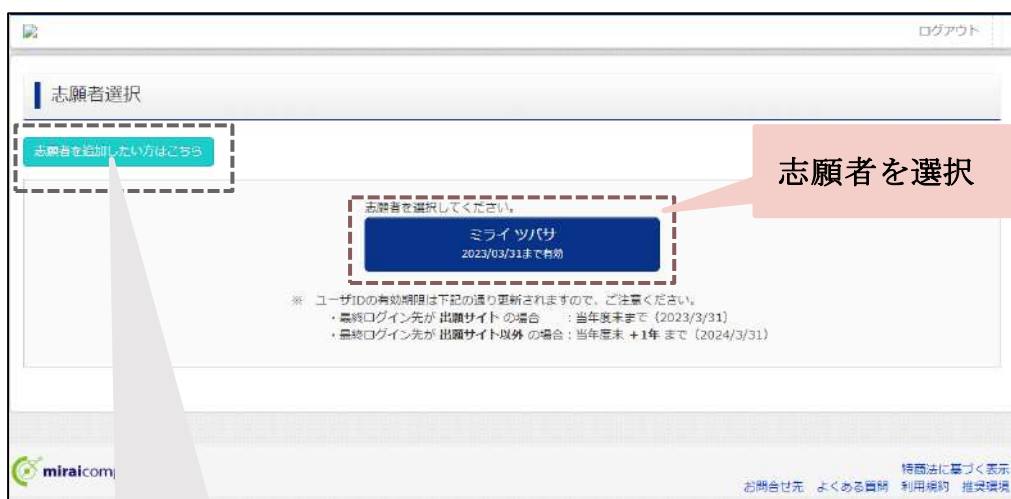 ログアウト
志願者選択
志願者を追加したい方はこちら
志願者を選択
志願者を選択してください。
ミライ ツバサ
2023/03/31まで有効
※ ユーザIDの有効期限は下記の通り更新されますので、ご注意ください。
・最終ログイン先が 出願サイト の場合 : 当年度末まで (2023/3/31)
・最終ログイン先が 出願サイト以外 の場合 : 当年度末 +1年 まで (2024/3/31)
miraicom
特商法に基づく表示
お問合せ先 よくある質問 利用規約 推奨環境